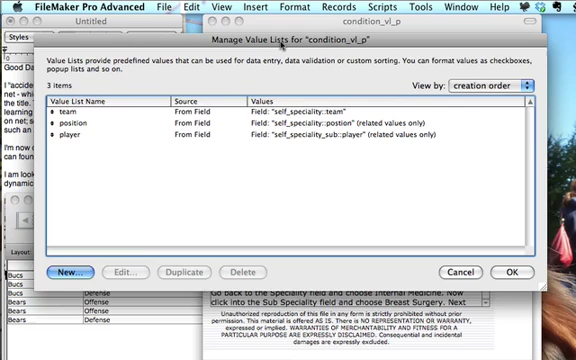 FileMaker Pro Advanced File Edit View Insert Format Records Scripts Tools Window Help
Untitled
condition_vl_p
Styles
Good Da
I "accide
net - whi
the title.
listening
on net; s
such an
I'm now
I am look
dynamic
Layout:
Bucs
Bucs
Bucs
Bears Offense
Bears Offense
Bears Defense
Manage Value Lists for "condition_vl_p"
Value Lists provide predefined values that can be used for data entry, data validation or custom sorting. You can format values as checkboxes,
popup lists and so on.
3 items
View by: creation order
Value List Name Source Values
team From Field Field: "self_speciality::team"
position From Field Field: "self_speciality::postion" (related values only)
player From Field Field: "self_speciality_sub::player" (related values only)
New... Edit... Duplicate Delete Cancel OK
Go back to the Speciality field and choose Internal Medicine. Now
click into the Sub Speciality field and choose Breast Surgery. Next
Unauthorized reproduction of this file in any form is strictly prohibited without prior
permission. This material is offered AS IS. There is NO REPRESENTATION OR WARRANTY,
expressed or implied. WARRANTIES OF MERCHANTABILITY AND FITNESS FOR A
PARTICULAR PURPOSE ARE EXPRESSLY DISCLAIMED. Consequential and incidental
damages are expressly excluded.